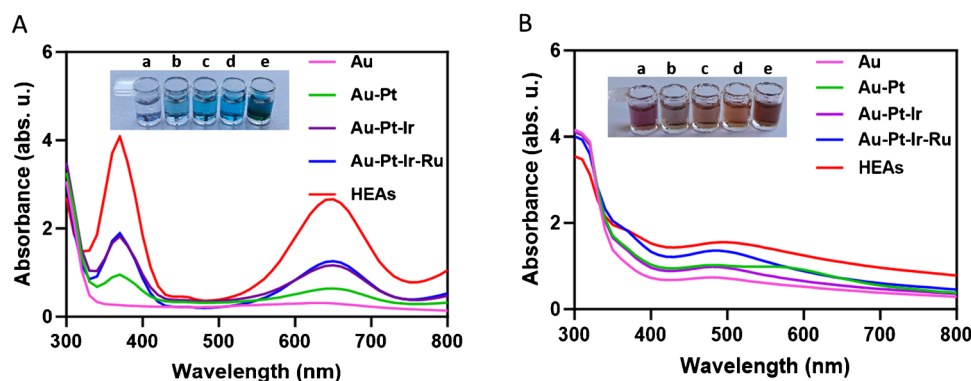 A
Absorbance (abs. u.)
6
4
2
0
a b c d e
Au
Au-Pt
Au-Pt-Ir
Au-Pt-Ir-Ru
HEAs
300 400 500 600 700 800
Wavelength (nm)
B
Absorbance (abs. u.)
6
4
2
0
a b c d e
Au
Au-Pt
Au-Pt-Ir
Au-Pt-Ir-Ru
HEAs
300 400 500 600 700 800
Wavelength (nm)